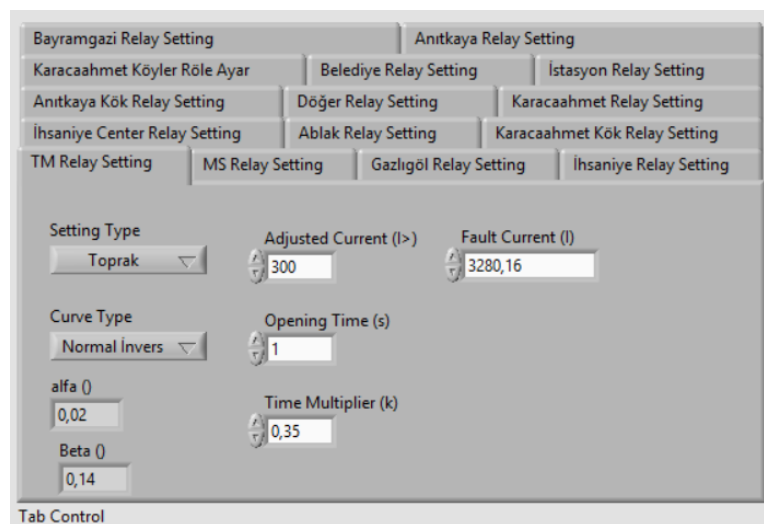 Bayramgazi Relay Setting Anıtkaya Relay Setting
Karacaahmet Köyler Röle Ayar Belediye Relay Setting İstasyon Relay Setting
Anıtkaya Kök Relay Setting Döğer Relay Setting Karacaahmet Relay Setting
İhsaniye Center Relay Setting Ablak Relay Setting Karacaahmet Kök Relay Setting
TM Relay Setting MS Relay Setting Gazlıgöl Relay Setting İhsaniye Relay Setting
Setting Type Adjusted Current (I>) Fault Current (I)
Toprak 300 3280,16
Curve Type Opening Time (s)
Normal İnvers 1
alfa () Time Multiplier (k)
0,02 0,35
Beta ()
0,14
Tab Control